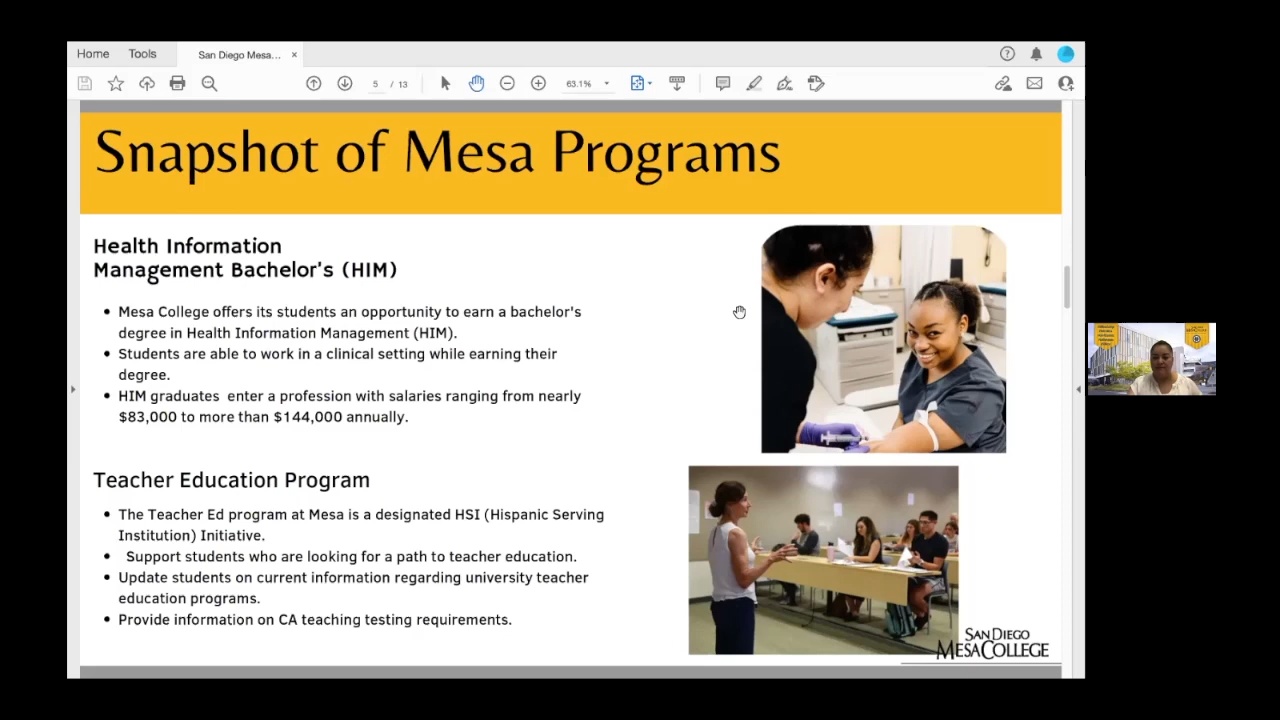 Home Tools San Diego Mesa... ×
5 / 13 63.1%
Snapshot of Mesa Programs
Health Information
Management Bachelor's (HIM)
• Mesa College offers its students an opportunity to earn a bachelor's
degree in Health Information Management (HIM).
• Students are able to work in a clinical setting while earning their
degree.
• HIM graduates enter a profession with salaries ranging from nearly
$83,000 to more than $144,000 annually.
Teacher Education Program
• The Teacher Ed program at Mesa is a designated HSI (Hispanic Serving
Institution) Initiative.
• Support students who are looking for a path to teacher education.
• Update students on current information regarding university teacher
education programs.
• Provide information on CA teaching testing requirements.
SAN DIEGO
MESA COLLEGE